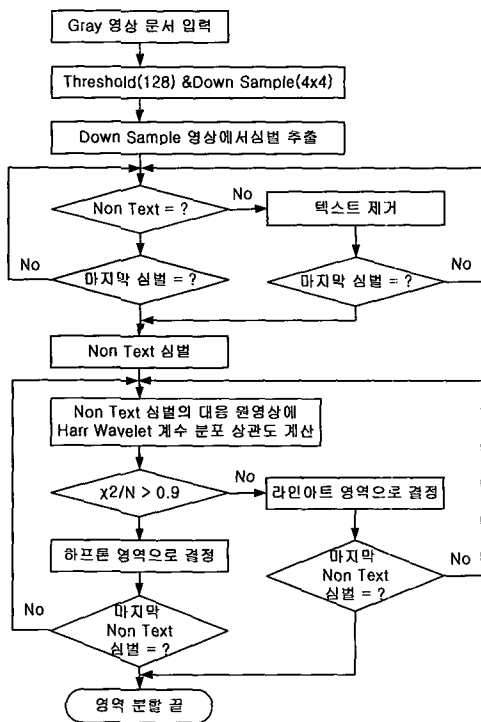 Gray 영상 문서 입력
Threshold(128) &Down Sample(4x4)
Down Sample 영상에서심벌 추출
Non Text = ?
No
텍스트 제거
No
마지막 심벌 = ?
마지막 심벌 = ?
No
Non Text 심벌
Non Text 심벌의 대응 원영상에
Harr Wavelet 계수 분포 상관도 계산
χ2/N > 0.9
No
라인아트 영역으로 결정
하프톤 영역으로 결정
마지막
Non Text
심벌 = ?
No
No
마지막
Non Text
심벌 = ?
영역 분할 끝